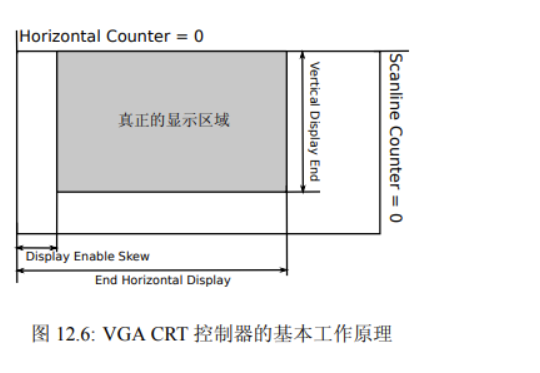 Horizontal Counter = 0
真正的显示区域
Vertical Display End
Scanline Counter = 0
Display Enable Skew
End Horizontal Display
图 12.6: VGA CRT 控制器的基本工作原理